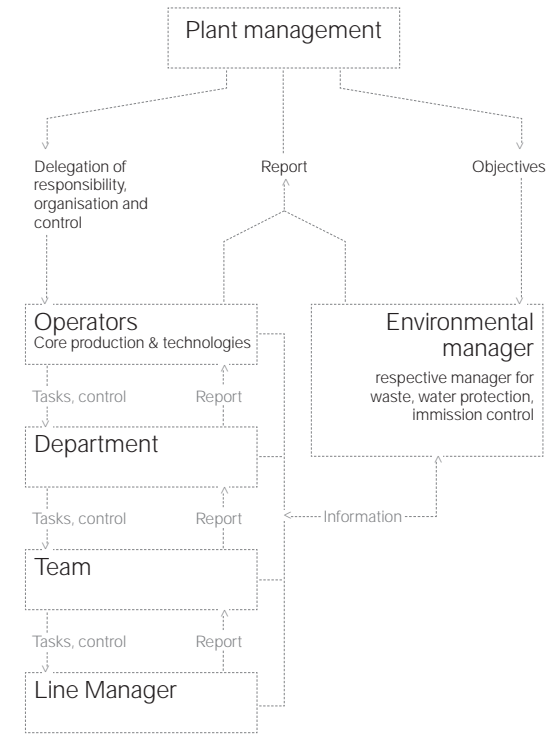 Plant management
Delegation of
responsibility,
organisation and
control
Report
Objectives
Operators
Core production & technologies
Environmental
manager
respective manager for
waste, water protection,
immission control
Tasks, control
Report
Department
Tasks, control
Report
Information
Team
Tasks, control
Report
Line Manager